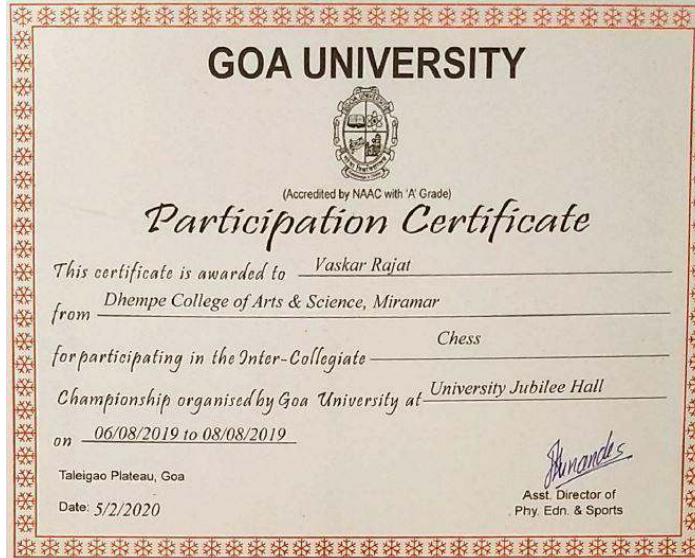 GOA UNIVERSITY
(Accredited by NAAC with 'A' Grade)
Participation Certificate
This certificate is awarded to Vaskar Rajat
from Dhempe College of Arts & Science, Miramar
for participating in the Inter-Collegiate Chess
Championship organised by Goa University at University Jubilee Hall
on 06/08/2019 to 08/08/2019
Taleigao Plateau, Goa
Date: 5/2/2020
Asst. Director of
Phy. Edn. & Sports